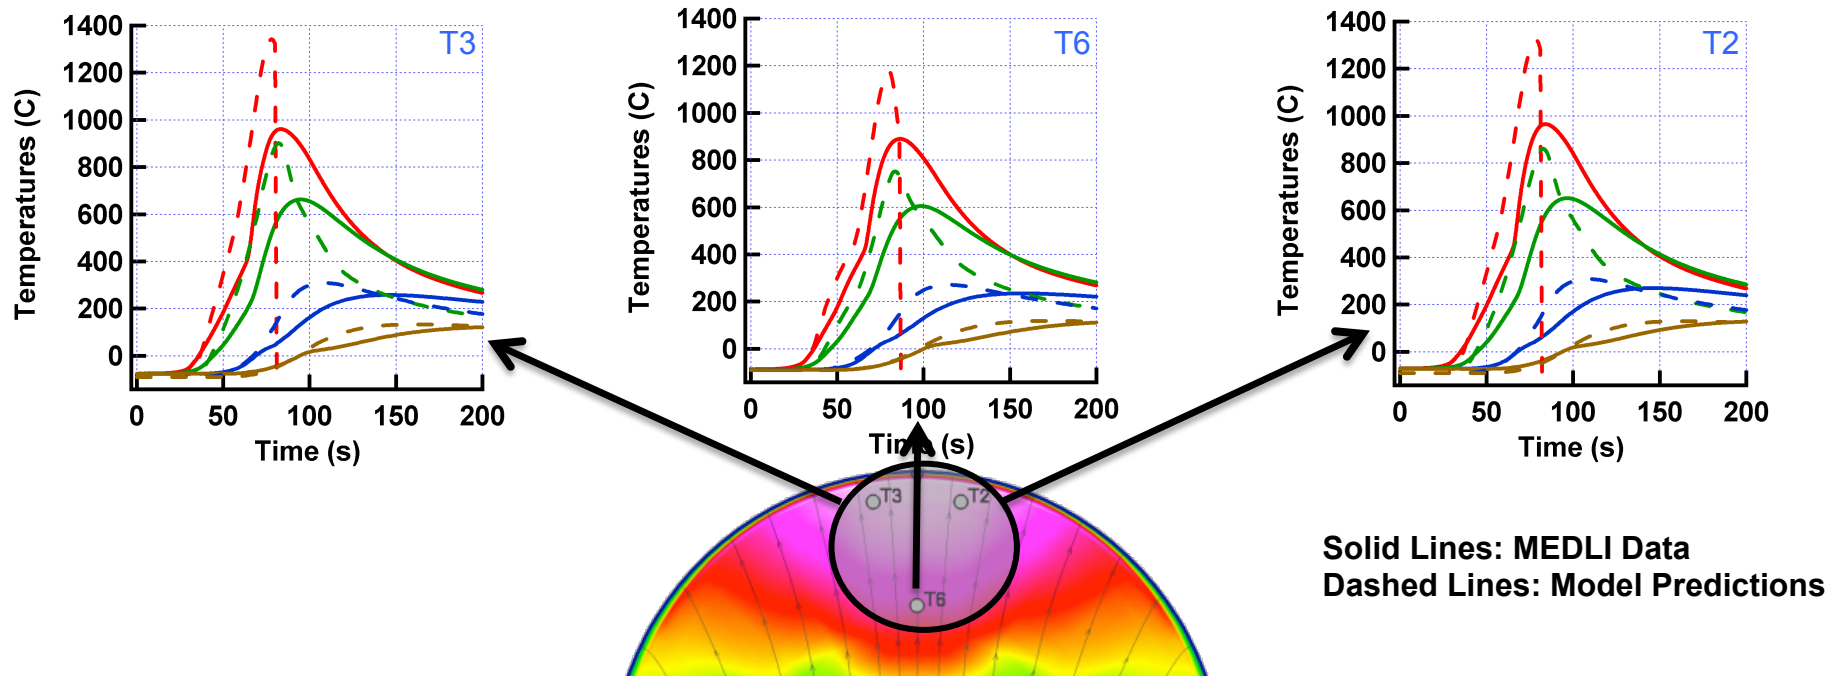 T3
1400
1200
1000
800
600
400
200
0
Temperatures (C)
0 50 100 150 200
Time (s)
T6
1400
1200
1000
800
600
400
200
0
Temperatures (C)
0 50 100 150 200
Time (s)
T2
1400
1200
1000
800
600
400
200
0
Temperatures (C)
0 50 100 150 200
Time (s)
T3 T2
T6
Solid Lines: MEDLI Data
Dashed Lines: Model Predictions